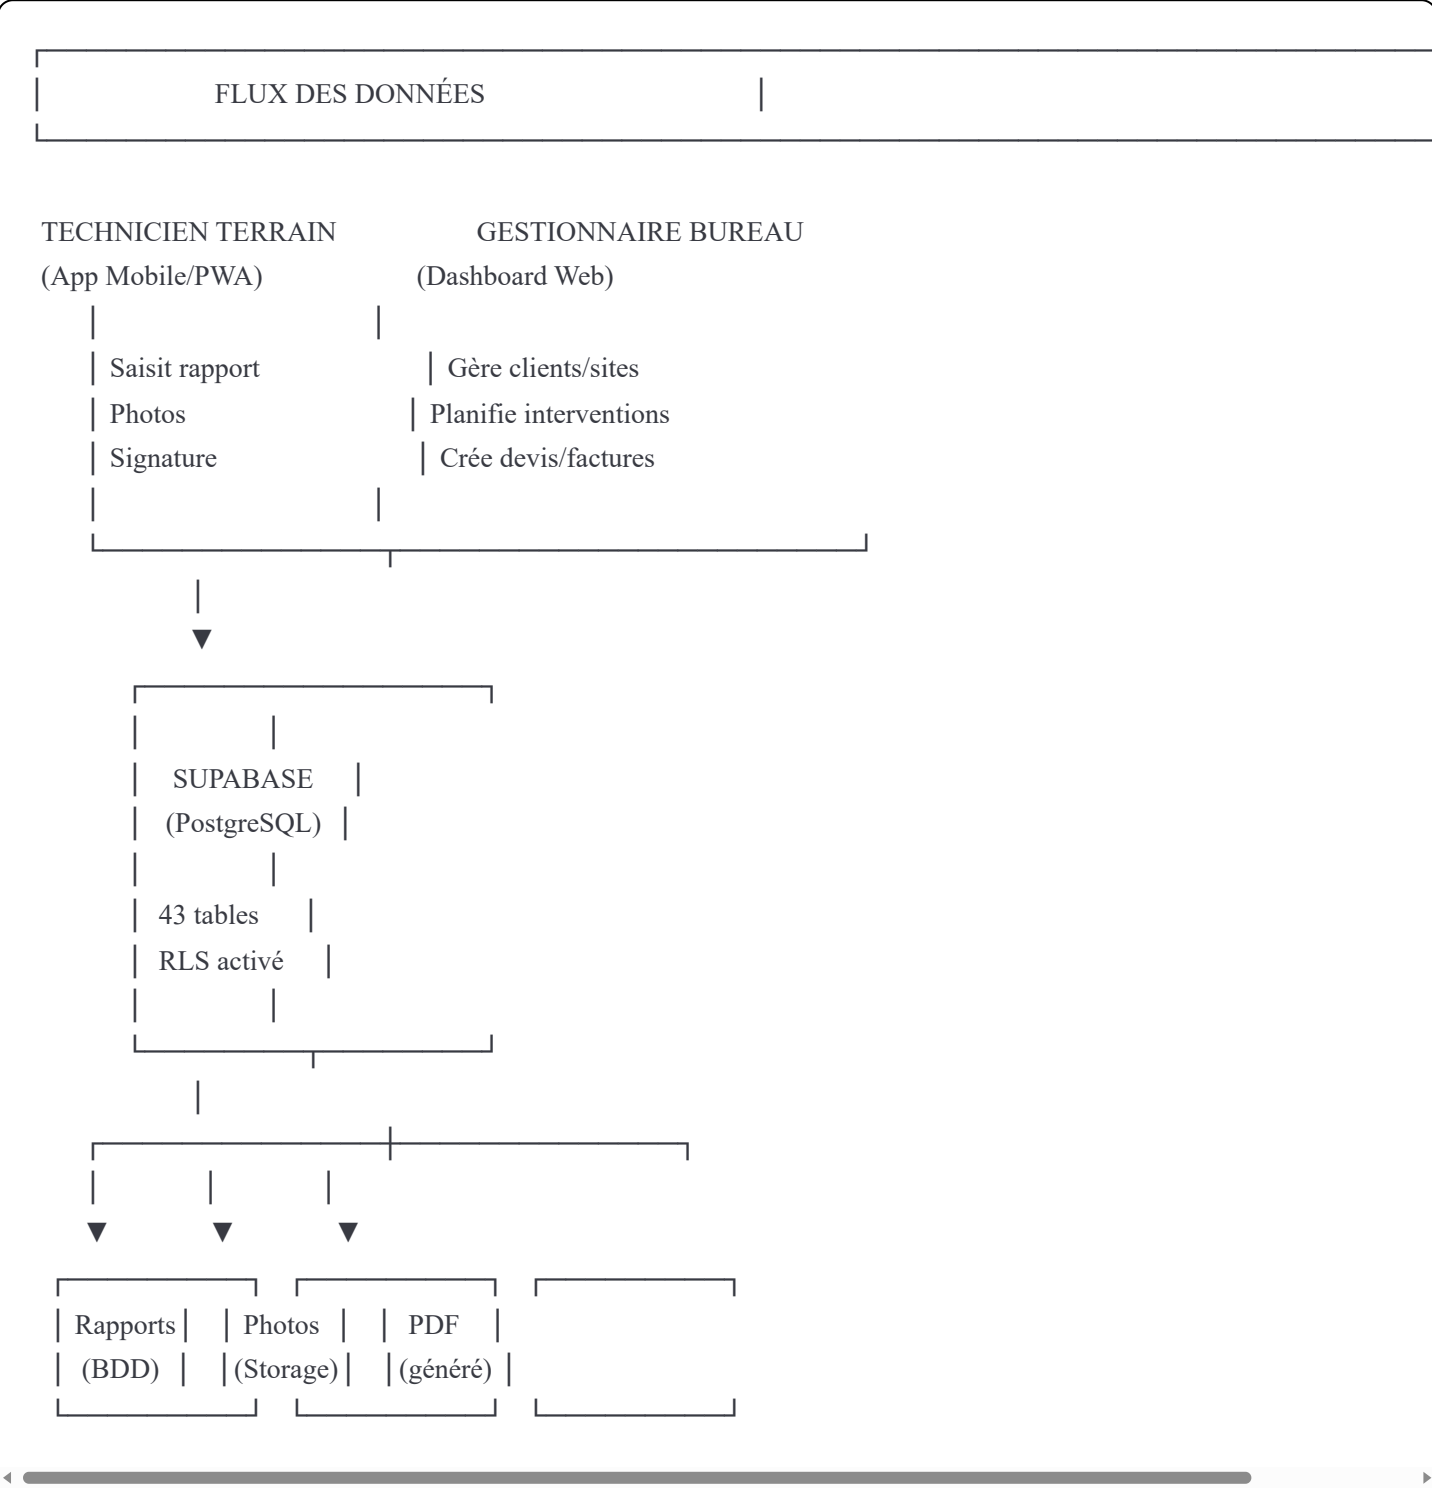 FLUX DES DONNÉES
TECHNICIEN TERRAIN GESTIONNAIRE BUREAU
(App Mobile/PWA) (Dashboard Web)
Saisit rapport Gère clients/sites
Photos Planifie interventions
Signature Crée devis/factures
▼
SUPABASE
(PostgreSQL)
43 tables
RLS activé
▼ ▼ ▼
Rapports Photos PDF
(BDD) (Storage) (généré)